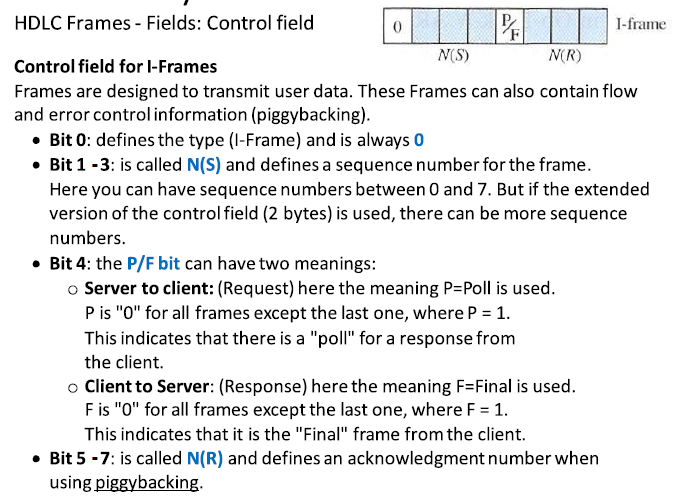 HDLC Frames - Fields: Control field
0 P/F I-frame
N(S) N(R)
Control field for I-Frames
Frames are designed to transmit user data. These Frames can also contain flow
and error control information (piggybacking).
• Bit 0: defines the type (I-Frame) and is always 0
• Bit 1 -3: is called N(S) and defines a sequence number for the frame.
Here you can have sequence numbers between 0 and 7. But if the extended
version of the control field (2 bytes) is used, there can be more sequence
numbers.
• Bit 4: the P/F bit can have two meanings:
o Server to client: (Request) here the meaning P=Poll is used.
P is "0" for all frames except the last one, where P = 1.
This indicates that there is a "poll" for a response from
the client.
o Client to Server: (Response) here the meaning F=Final is used.
F is "0" for all frames except the last one, where F = 1.
This indicates that it is the "Final" frame from the client.
• Bit 5 -7: is called N(R) and defines an acknowledgment number when
using piggybacking.